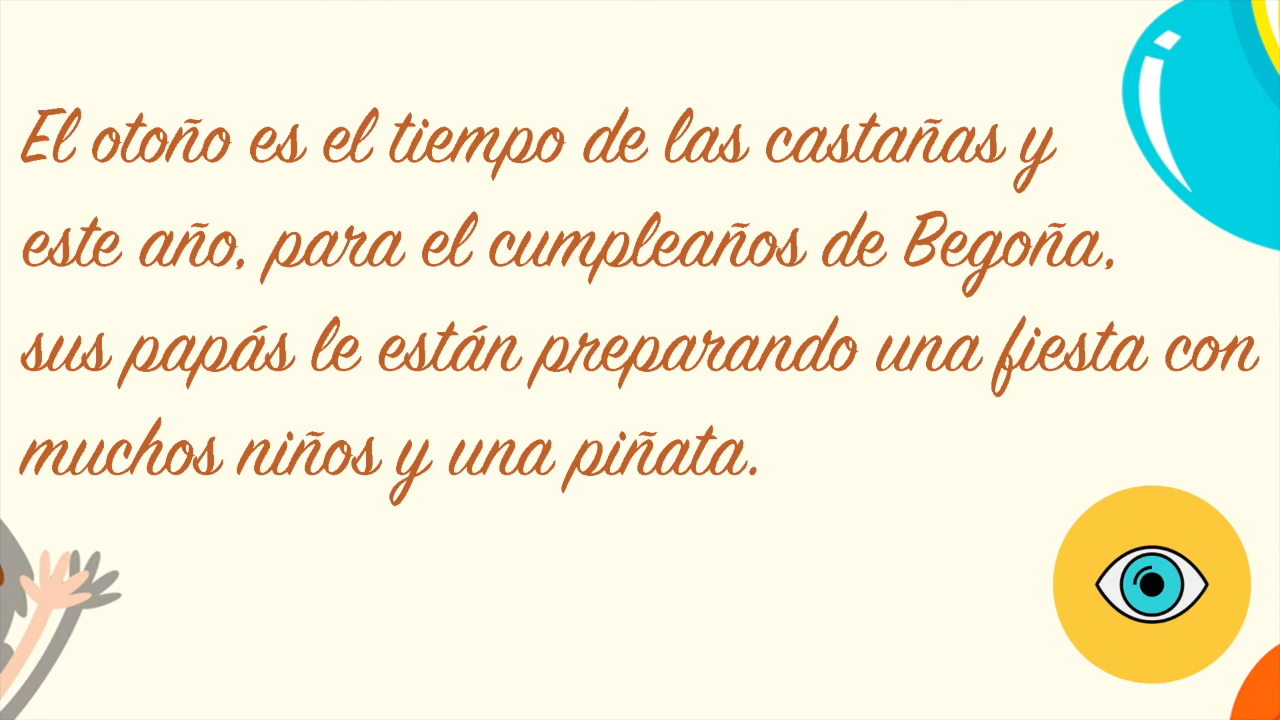 El otoño es el tiempo de las castañas y
este año, para el cumpleaños de Begoña,
sus papás le están preparando una fiesta con
muchos niños y una piñata.